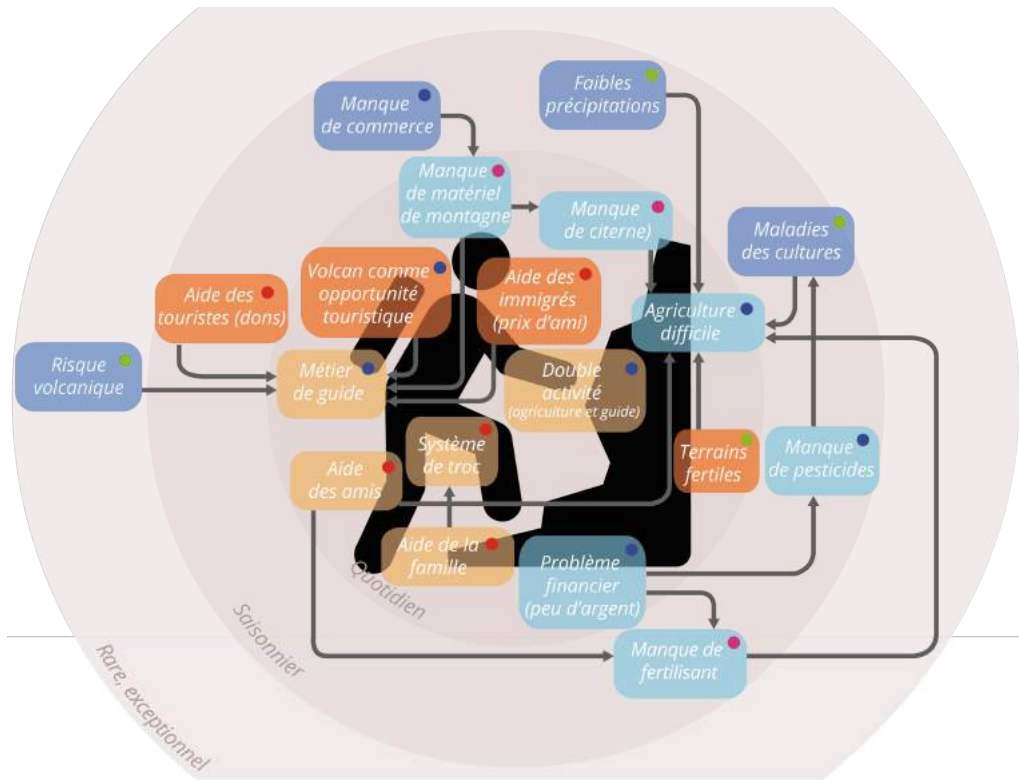 Manque
de commerce
Faibles
précipitations
Manque
de matériel
de montagne
Manque
de citerne)
Maladies
des cultures
Aide des
touristes (dons)
Volcan comme
opportunité
touristique
Aide des
immigrés
(prix d'ami)
Agriculture
difficile
Risque
volcanique
Métier
de guide
Double
activité
(agriculture et guide)
Système
de troc
Aide
des amis
Terrains
fertiles
Manque
de pesticides
Aide de la
famille
Problème
financier
(peu d'argent)
Manque de
fertilisant
Quotidien
Saisonnier
Rare, exceptionnel